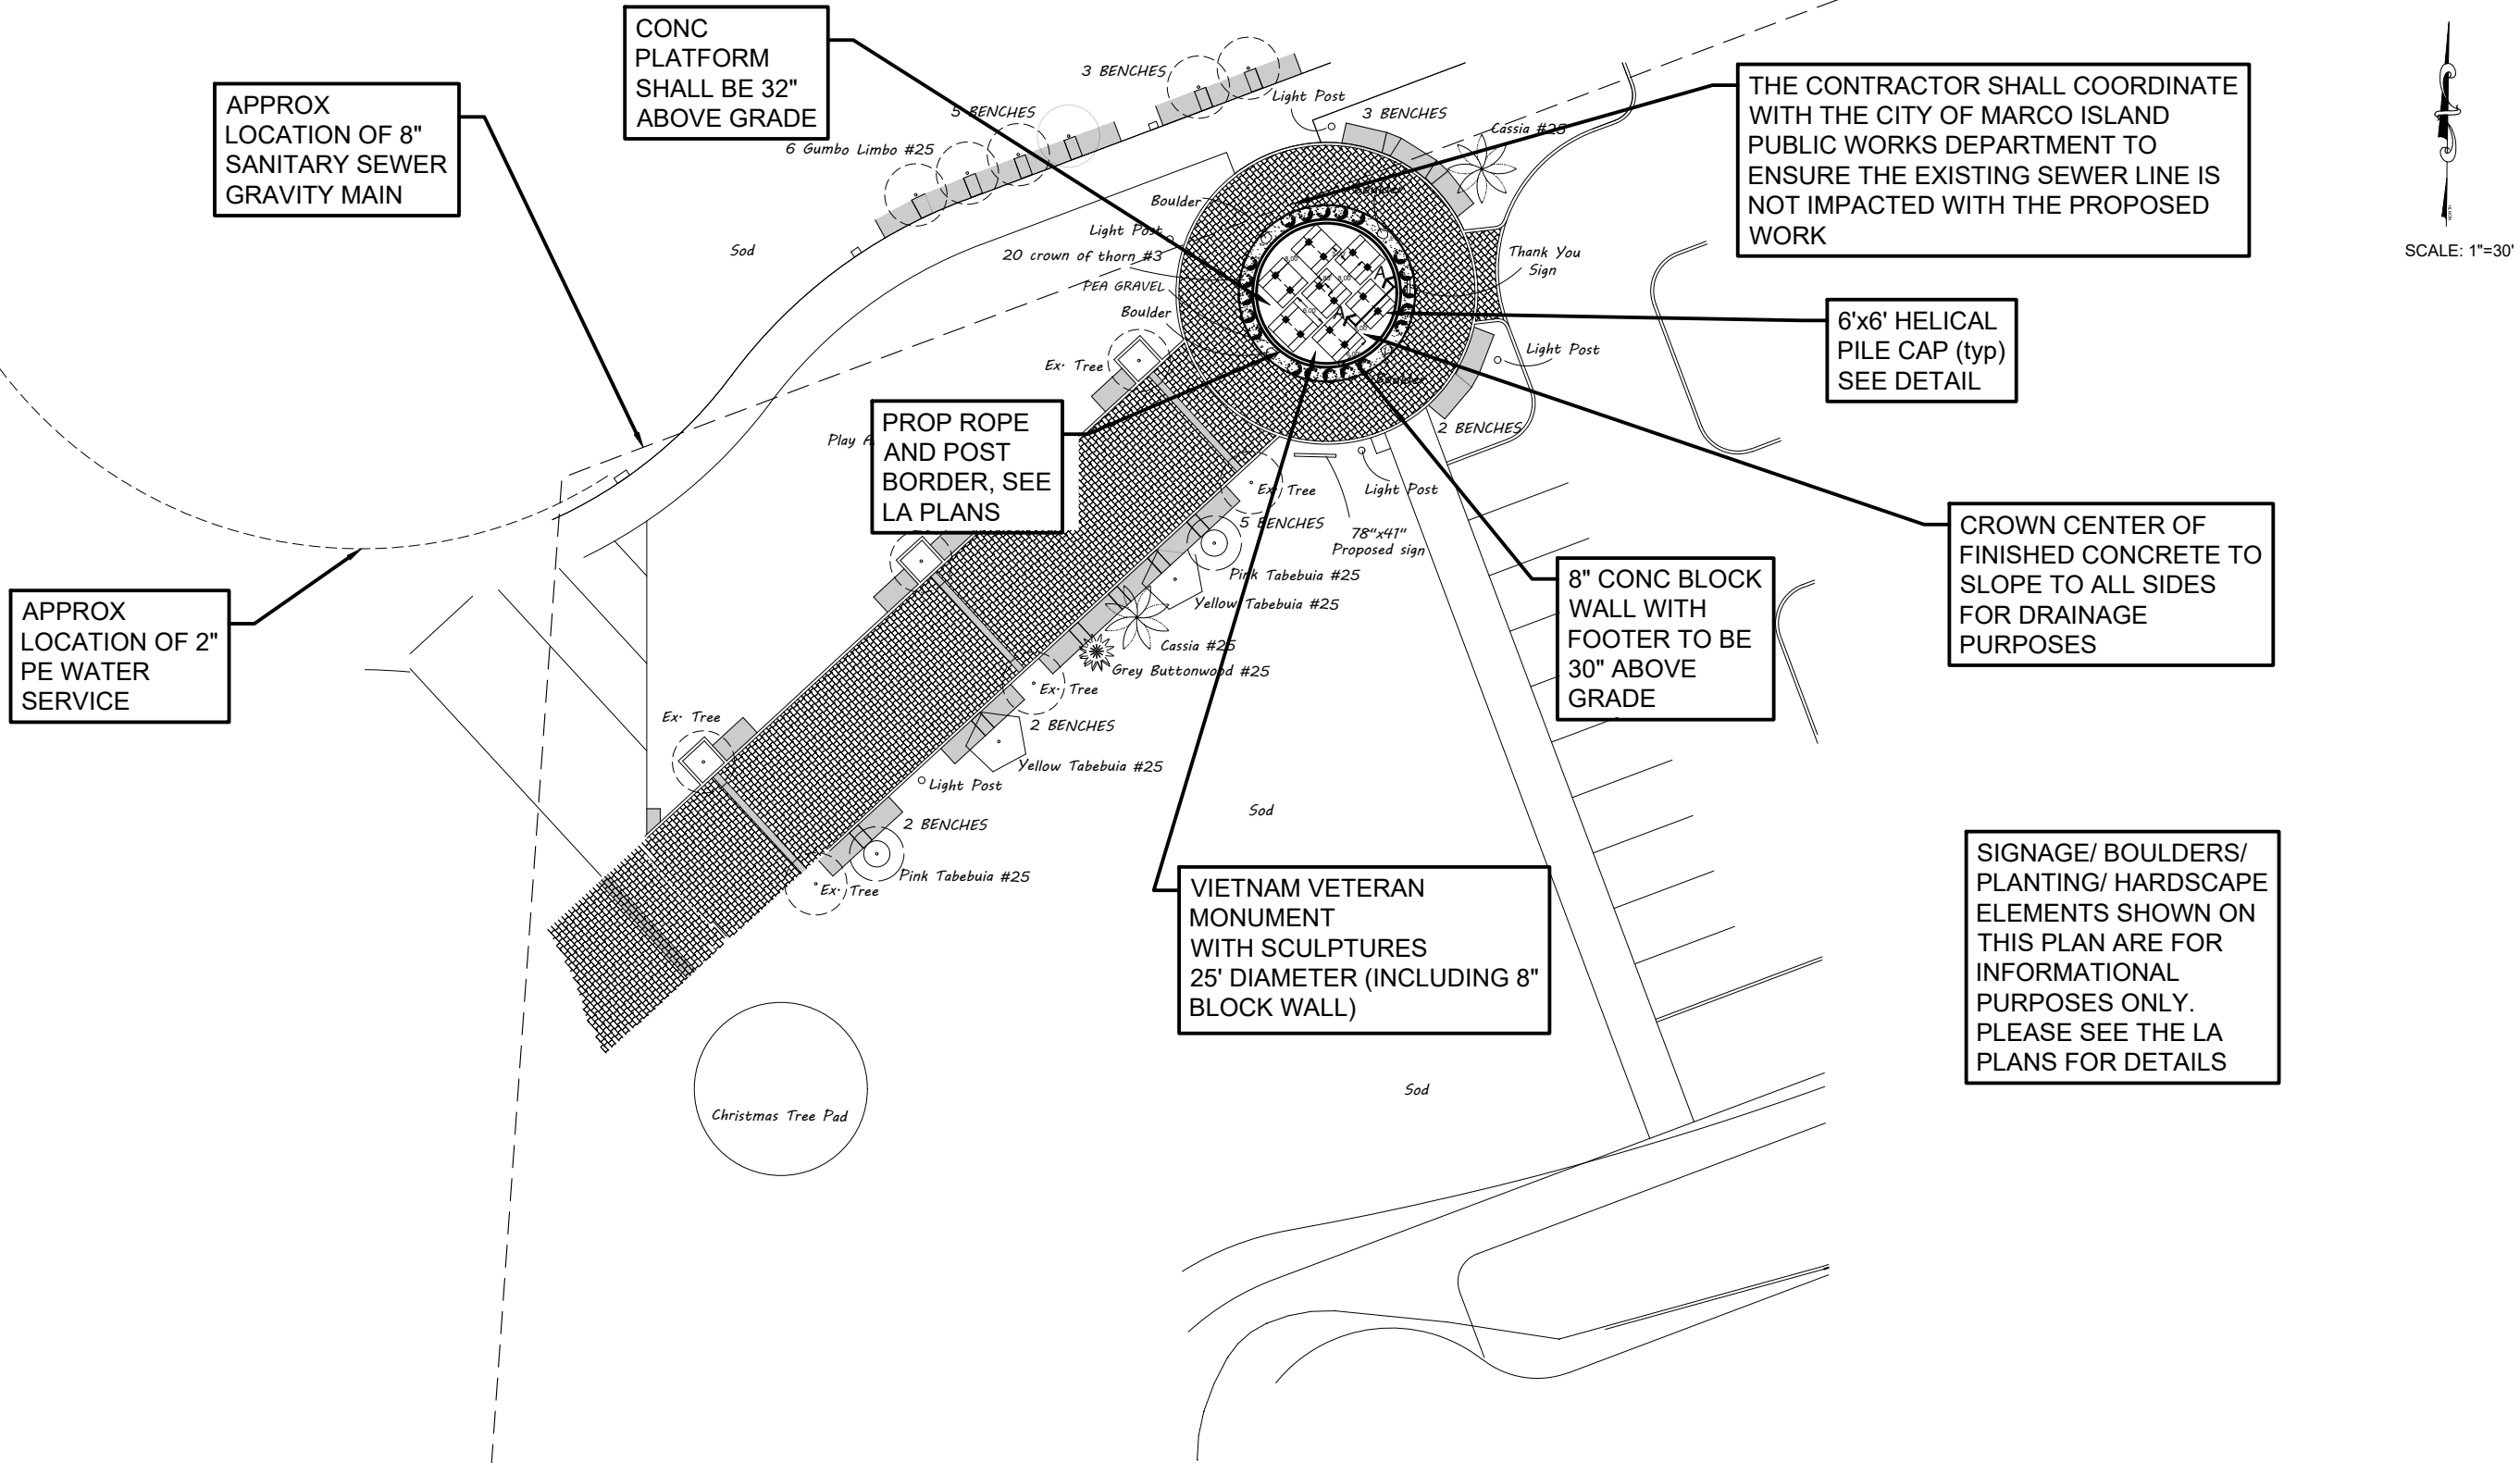 CONC
PLATFORM
SHALL BE 32"
ABOVE GRADE
APPROX
LOCATION OF 8"
SANITARY SEWER
GRAVITY MAIN
THE CONTRACTOR SHALL COORDINATE
WITH THE CITY OF MARCO ISLAND
PUBLIC WORKS DEPARTMENT TO
ENSURE THE EXISTING SEWER LINE IS
NOT IMPACTED WITH THE PROPOSED
WORK
NORTH
SCALE: 1"=30'
3 BENCHES
Light Post
5 BENCHES
3 BENCHES
Cassia #25
6 Gumbo Limbo #25
Boulder
Boulder
Light Post
Sod
20 crown of thorn #3
Thank You
Sign
PEA GRAVEL
Boulder
A
A
6'x6' HELICAL
PILE CAP (typ)
SEE DETAIL
Light Post
Ex. Tree
Boulder
PROP ROPE
AND POST
BORDER, SEE
LA PLANS
Play A
2 BENCHES
Ex. Tree
Light Post
5 BENCHES
78"x41"
Proposed sign
CROWN CENTER OF
FINISHED CONCRETE TO
SLOPE TO ALL SIDES
FOR DRAINAGE
PURPOSES
Pink Tabebuia #25
Yellow Tabebuia #25
8" CONC BLOCK
WALL WITH
FOOTER TO BE
30" ABOVE
GRADE
APPROX
LOCATION OF 2"
PE WATER
SERVICE
Cassia #25
Grey Buttonwood #25
Ex. Tree
Ex. Tree
2 BENCHES
Yellow Tabebuia #25
Light Post
Sod
2 BENCHES
Pink Tabebuia #25
Ex. Tree
VIETNAM VETERAN
MONUMENT
WITH SCULPTURES
25' DIAMETER (INCLUDING 8"
BLOCK WALL)
SIGNAGE/ BOULDERS/
PLANTING/ HARDSCAPE
ELEMENTS SHOWN ON
THIS PLAN ARE FOR
INFORMATIONAL
PURPOSES ONLY.
PLEASE SEE THE LA
PLANS FOR DETAILS
Sod
Christmas Tree Pad